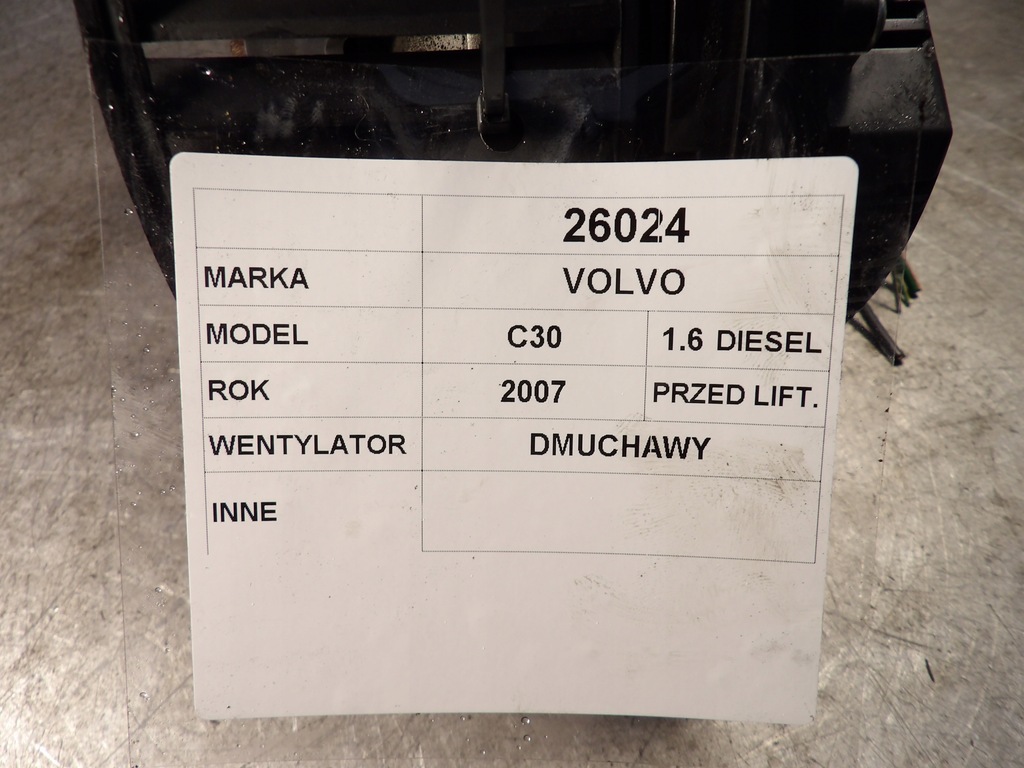 26024
MARKA VOLVO
MODEL C30 1.6 DIESEL
ROK 2007 PRZED LIFT.
WENTYLATOR DMUCHAWY
INNE